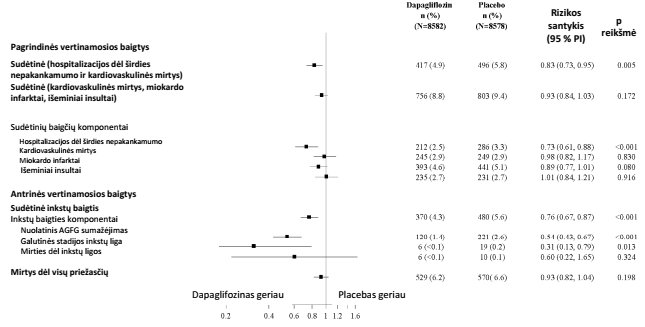 Dapagliflozin n (%) (N=8582) Placebo n (%) (N=8578) Rizikos santykis (95 % PI) p reikšmė
Pagrindinės vertinamosios baigtys
Sudėtinė (hospitalizacijos dėl širdies nepakankamumo ir kardiovaskulinės mirtys) 417 (4.9) 496 (5.8) 0.83 (0.73, 0.95) 0.005
Sudėtinė (kardiovaskulinės mirtys, miokardo infarktai, išeminiai insultai) 756 (8.8) 803 (9.4) 0.93 (0.84, 1.03) 0.172
Sudėtinių baigčių komponentai
Hospitalizacijos dėl širdies nepakankamumo 212 (2.5) 286 (3.3) 0.73 (0.61, 0.88) <0.001
Kardiovaskulinės mirtys 245 (2.9) 249 (2.9) 0.98 (0.82, 1.17) 0.830
Miokardo infarktai 393 (4.6) 441 (5.1) 0.89 (0.77, 1.01) 0.080
Išeminiai insultai 235 (2.7) 231 (2.7) 1.01 (0.84, 1.21) 0.916
Antrinės vertinamosios baigtys
Sudėtinė inkstų baigtis 370 (4.3) 480 (5.6) 0.76 (0.67, 0.87) <0.001
Inkstų baigties komponentai
Nuolatinis AGFG sumažėjimas 120 (1.4) 221 (2.6) 0.54 (0.43, 0.67) <0.001
Galutinės stadijos inkstų liga 6 (<0.1) 19 (0.2) 0.31 (0.13, 0.79) 0.013
Mirties dėl inkstų ligos 6 (<0.1) 10 (0.1) 0.60 (0.22, 1.65) 0.324
Mirtys dėl visų priežasčių 529 (6.2) 570 (6.6) 0.93 (0.82, 1.04) 0.198
Dapaglifozinas geriau Placebas geriau
0.2 0.4 0.6 0.8 1 1.2 1.6